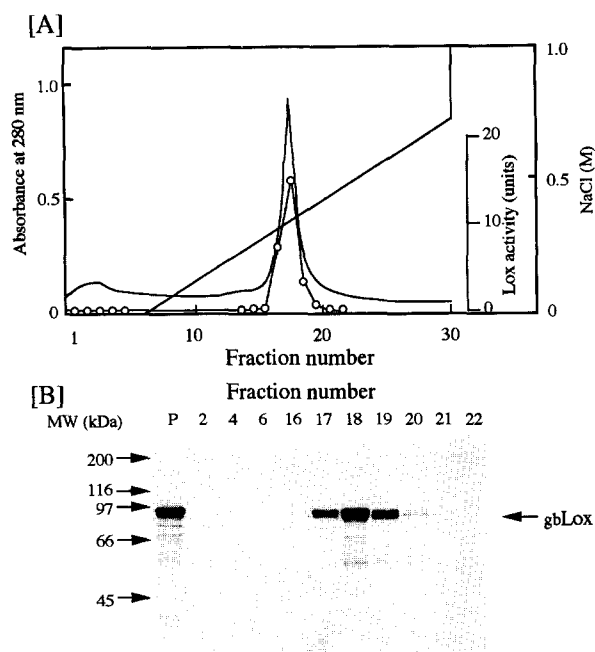 [A]
1.0
0.5
0
Absorbance at 280 nm
1 10 20 30
Fraction number
20
10
0
Lox activity (units)
1.0
0.5
0
NaCl (M)
Fraction number
[B]
MW (kDa) P 2 4 6 16 17 18 19 20 21 22
200
116
97
66
45
gbLox